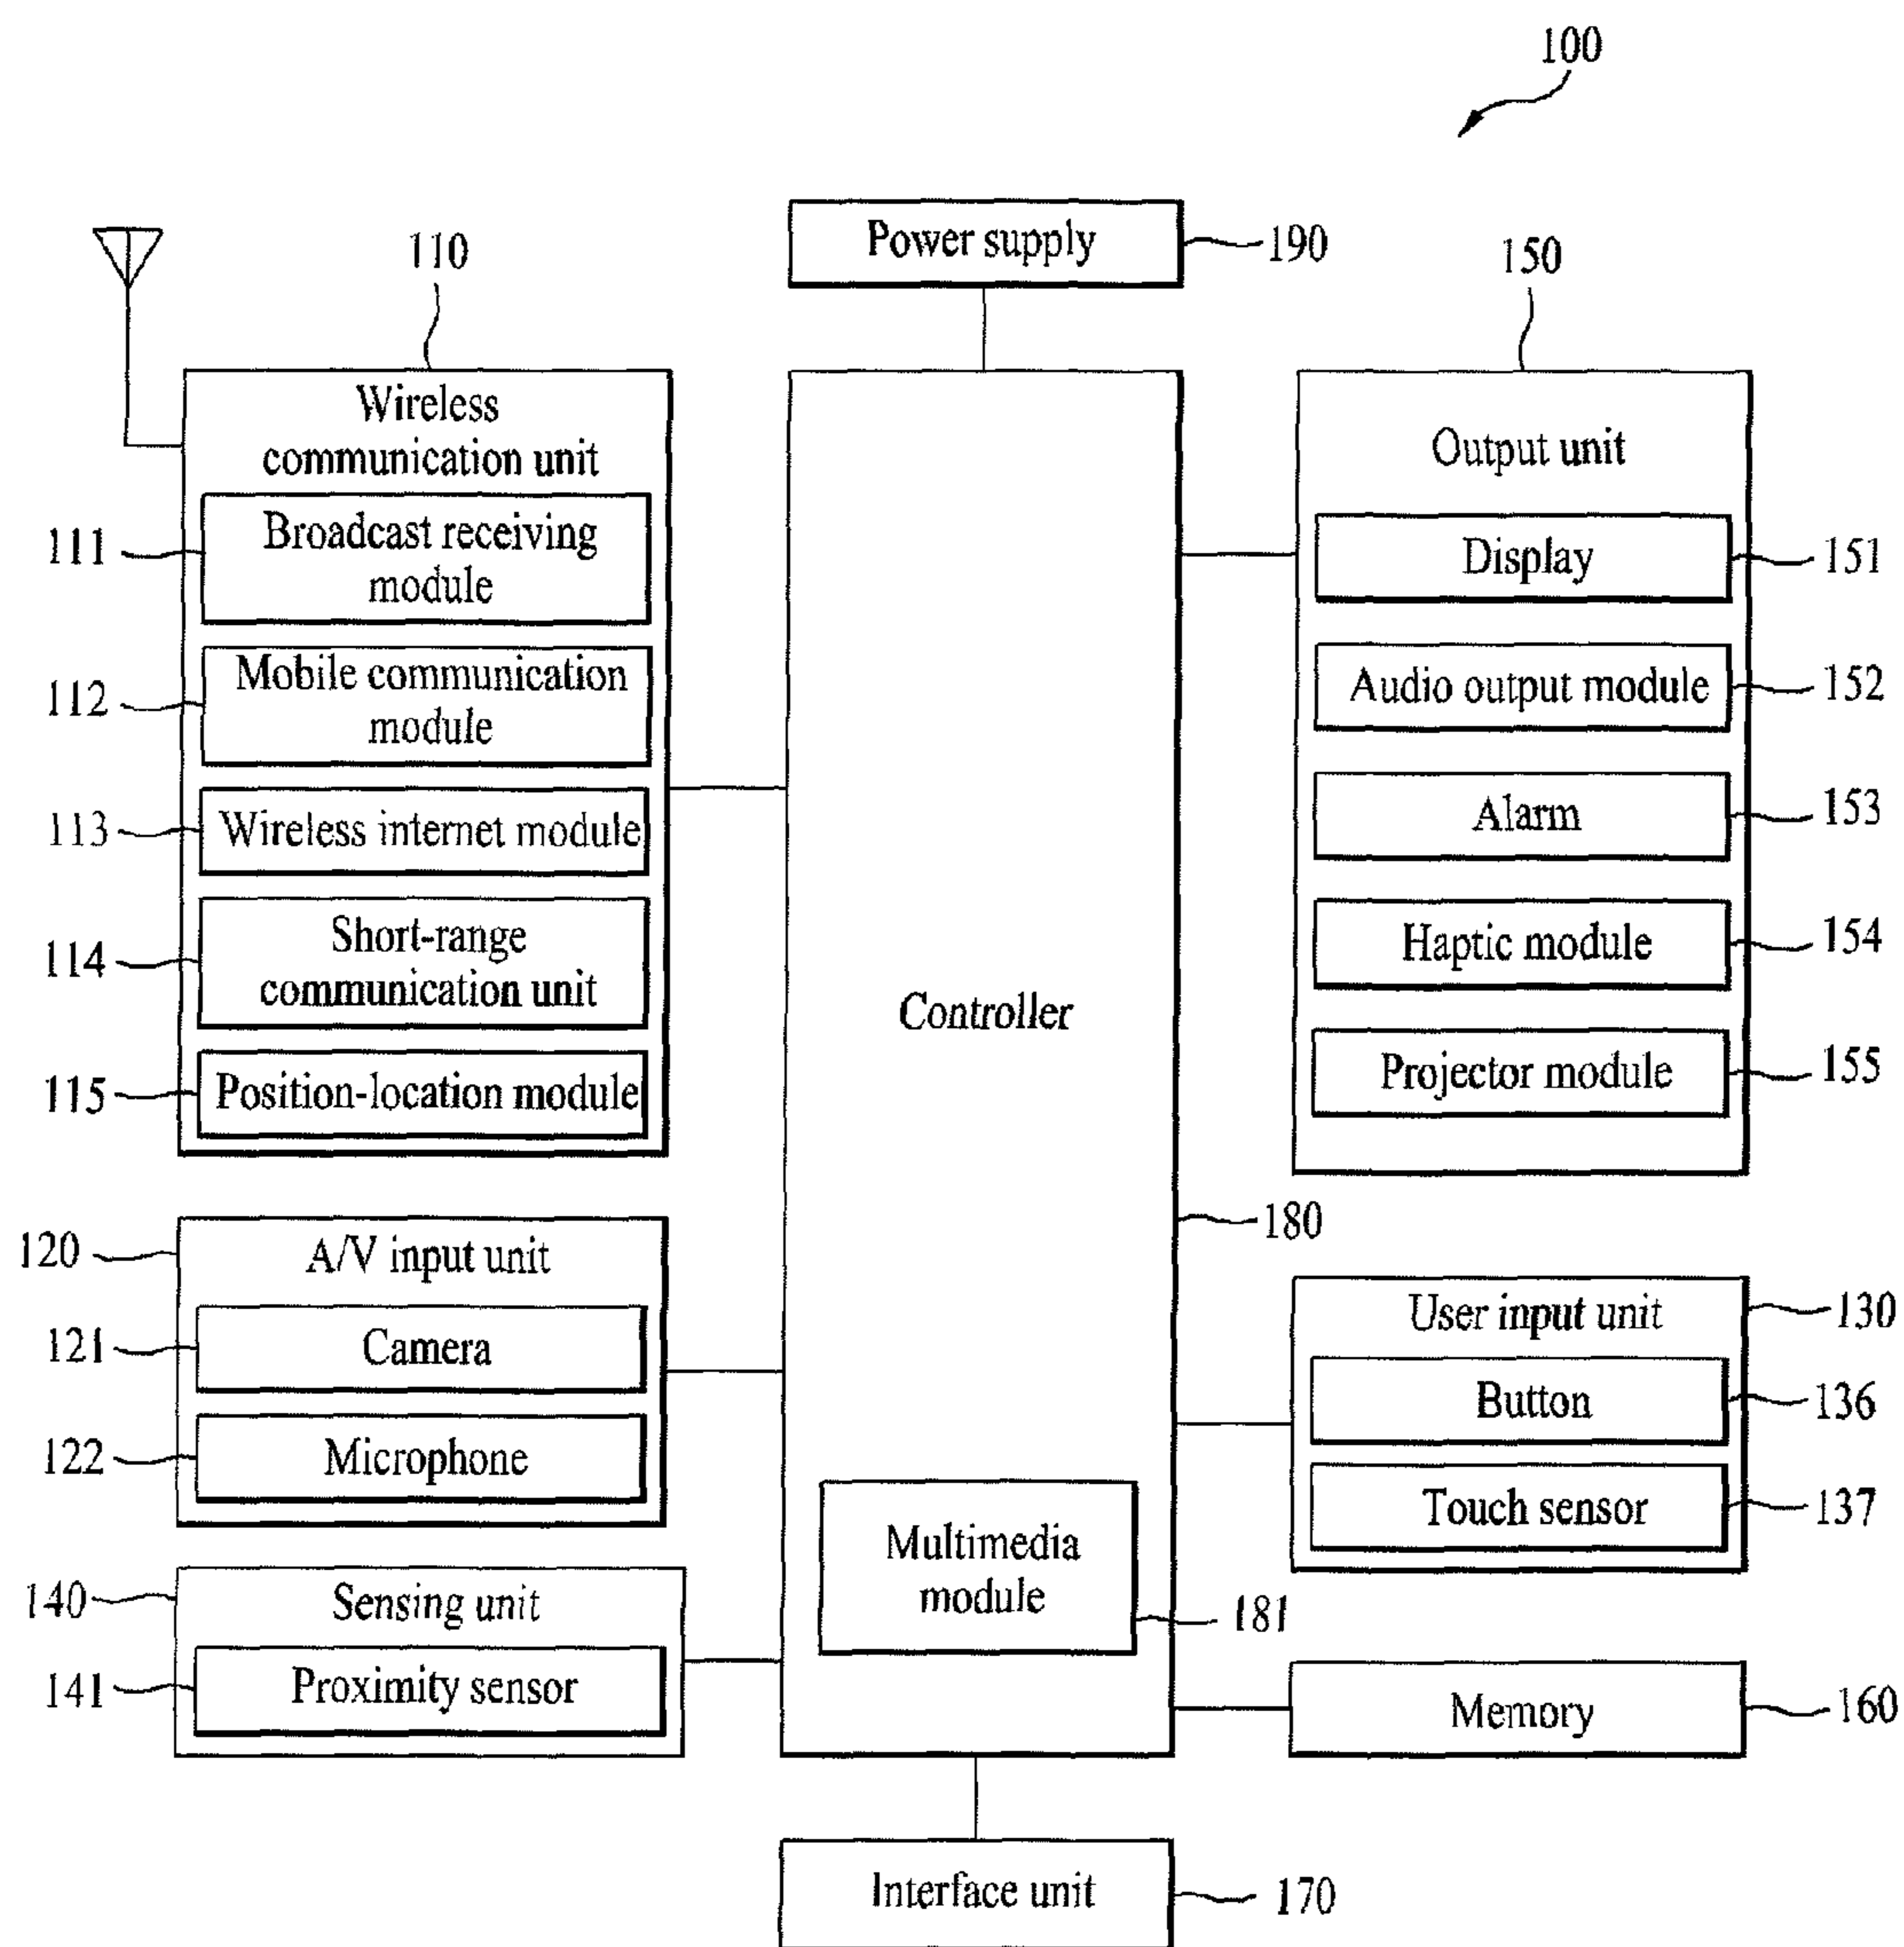 100
Power supply
190
110
Wireless
communication unit
111
Broadcast receiving
module
112
Mobile communication
module
113
Wireless internet module
114
Short-range
communication unit
115
Position-location module
120
A/V input unit
121
Camera
122
Microphone
140
Sensing unit
141
Proximity sensor
Controller
180
Multimedia
module
181
Interface unit
170
150
Output unit
Display
151
Audio output module
152
Alarm
153
Haptic module
154
Projector module
155
User input unit
130
Button
136
Touch sensor
137
Memory
160